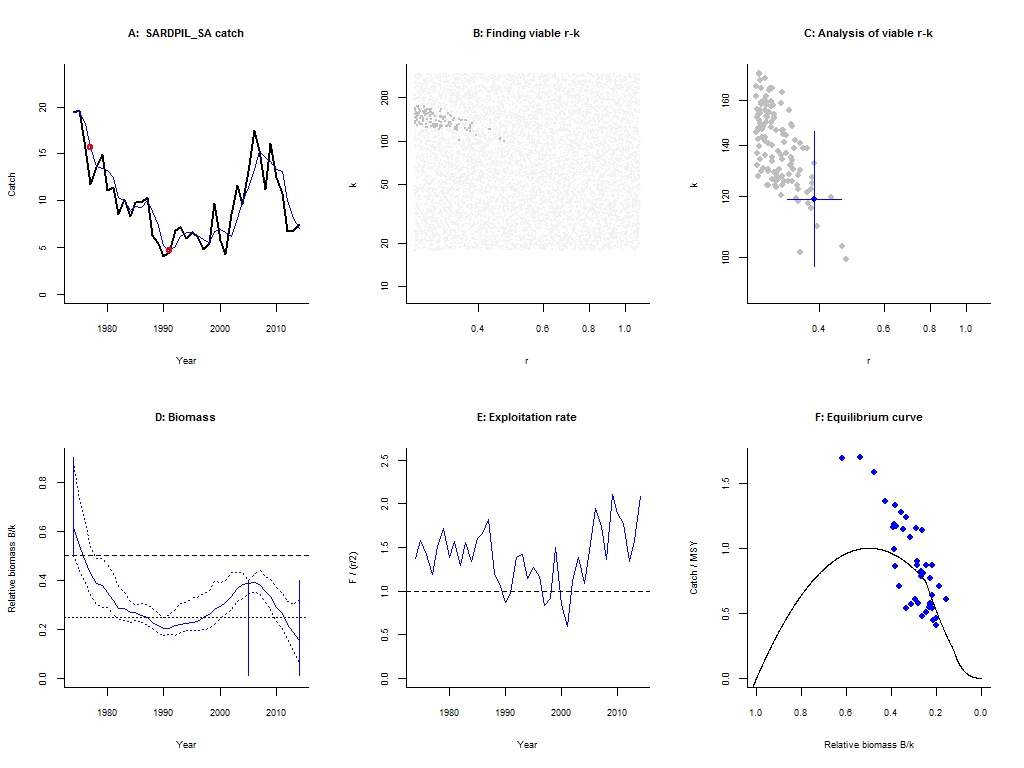 A:  SARDPIL_SA catch
Catch
20
15
10
5
0
1980 1990 2000 2010
Year
B: Finding viable r-k
k
200
100
50
20
10
0.4 0.6 0.8 1.0
r
C: Analysis of viable r-k
k
160
140
120
100
0.4 0.6 0.8 1.0
r
D: Biomass
Relative biomass B/k
0.8
0.6
0.4
0.2
0.0
1980 1990 2000 2010
Year
E: Exploitation rate
F / (r/2)
2.5
2.0
1.5
1.0
0.5
0.0
1980 1990 2000 2010
Year
F: Equilibrium curve
Catch / MSY
1.5
1.0
0.5
0.0
1.0 0.8 0.6 0.4 0.2 0.0
Relative biomass B/k